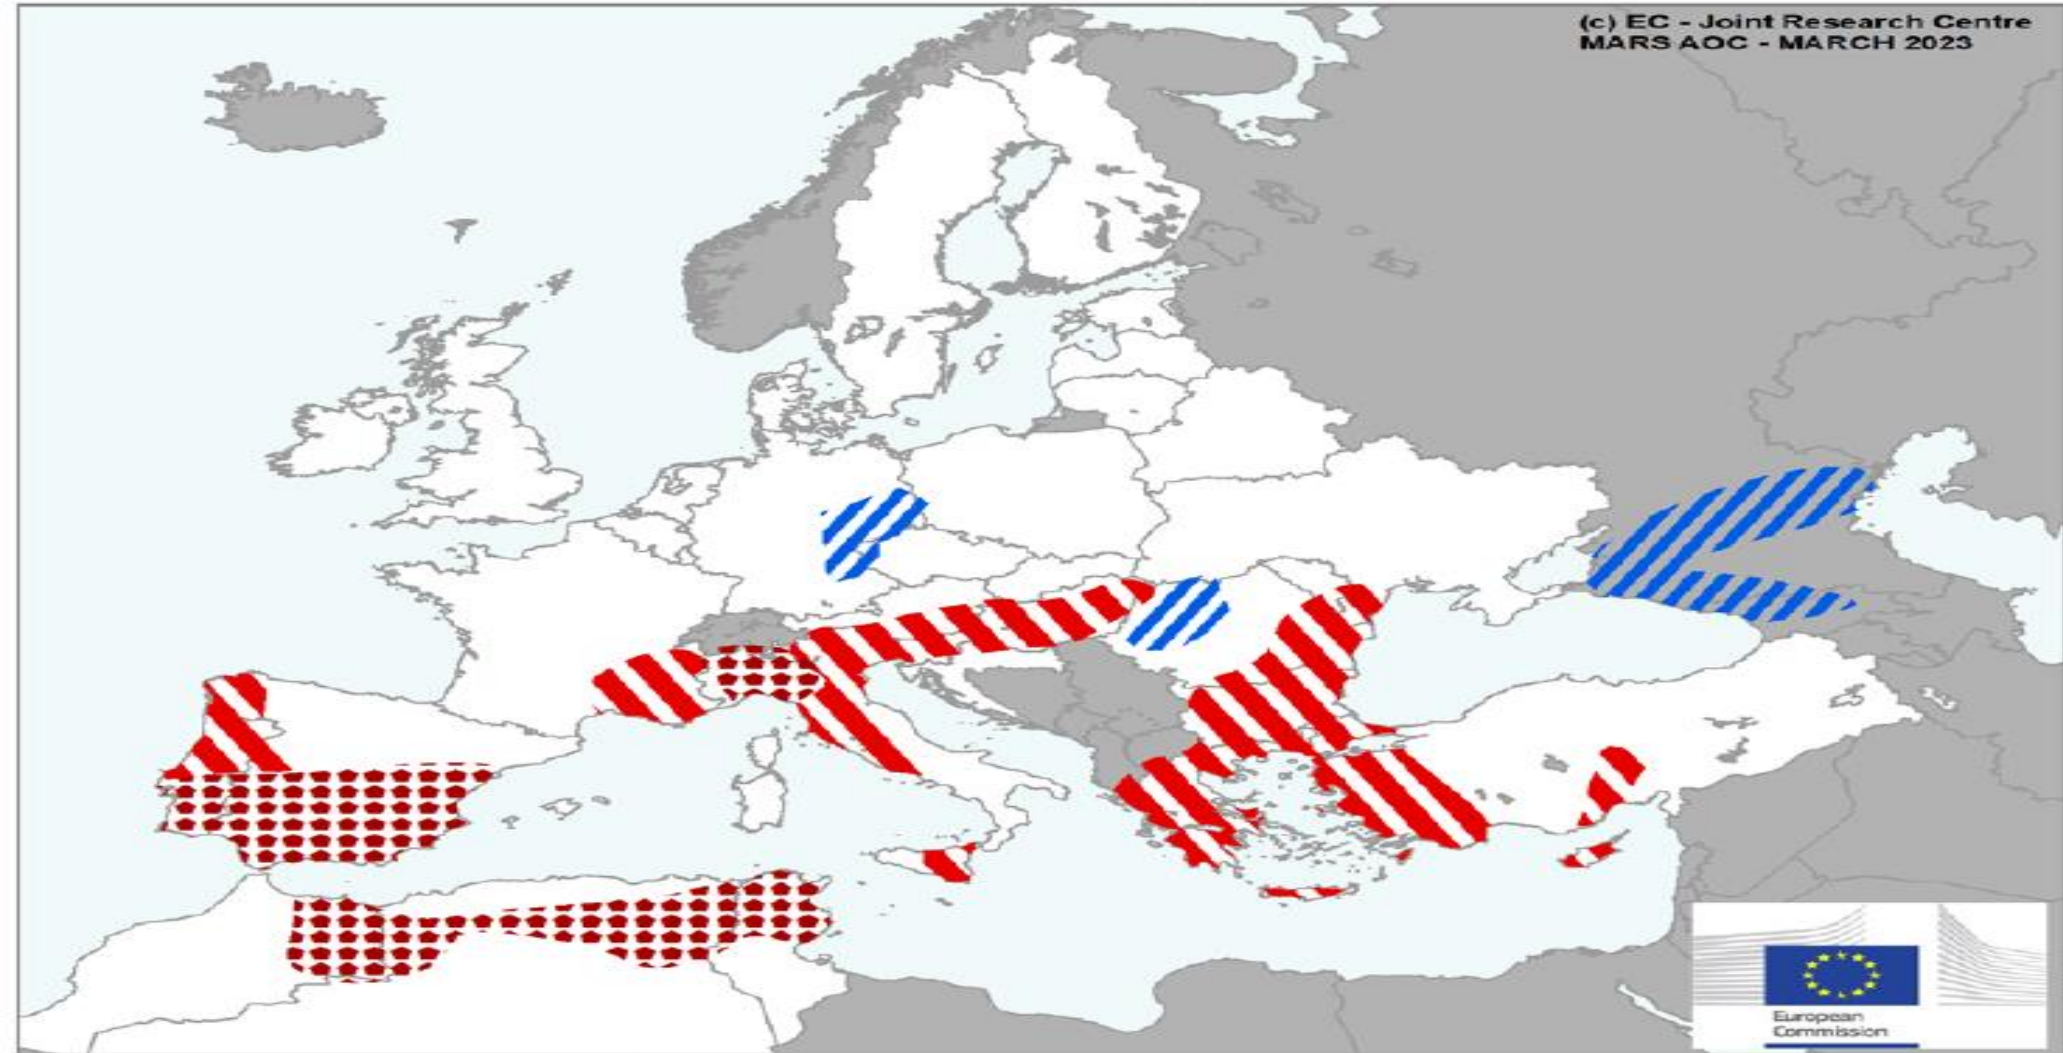 (c) EC - Joint Research Centre
MARS AOC - MARCH 2023
European
Commission